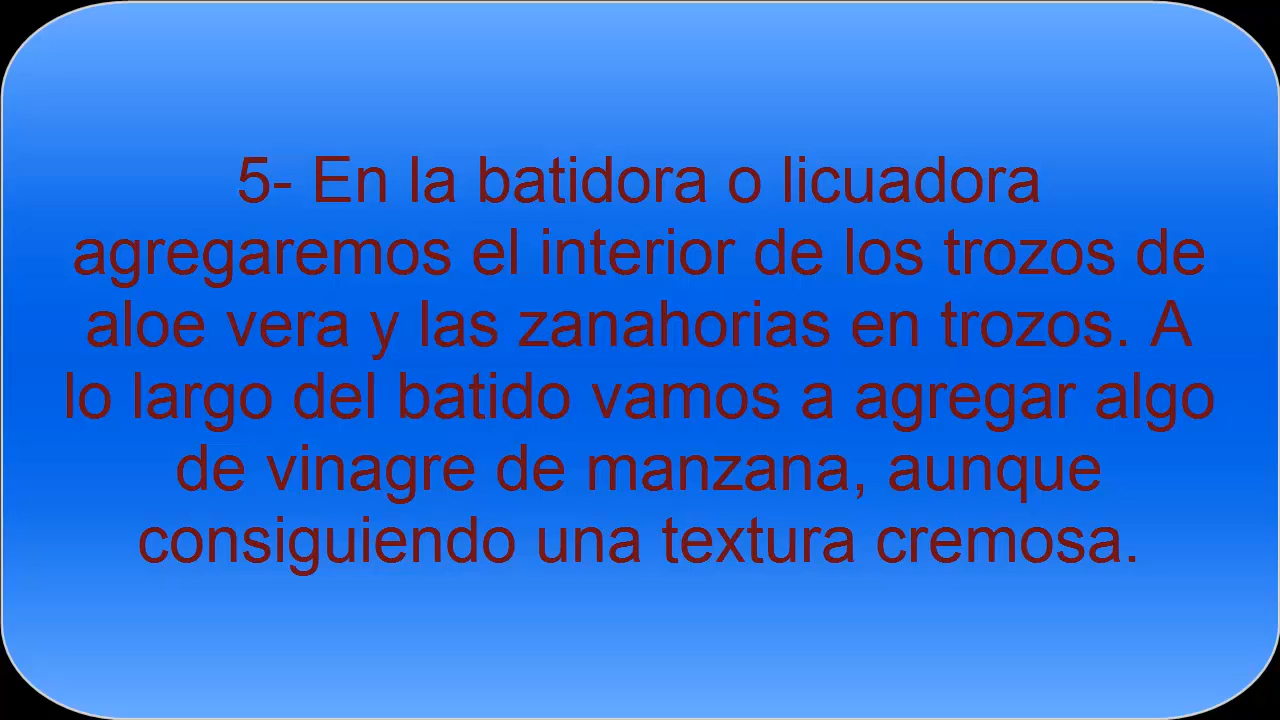 5- En la batidora o licuadora
agregaremos el interior de los trozos de
aloe vera y las zanahorias en trozos. A
lo largo del batido vamos a agregar algo
de vinagre de manzana, aunque
consiguiendo una textura cremosa.